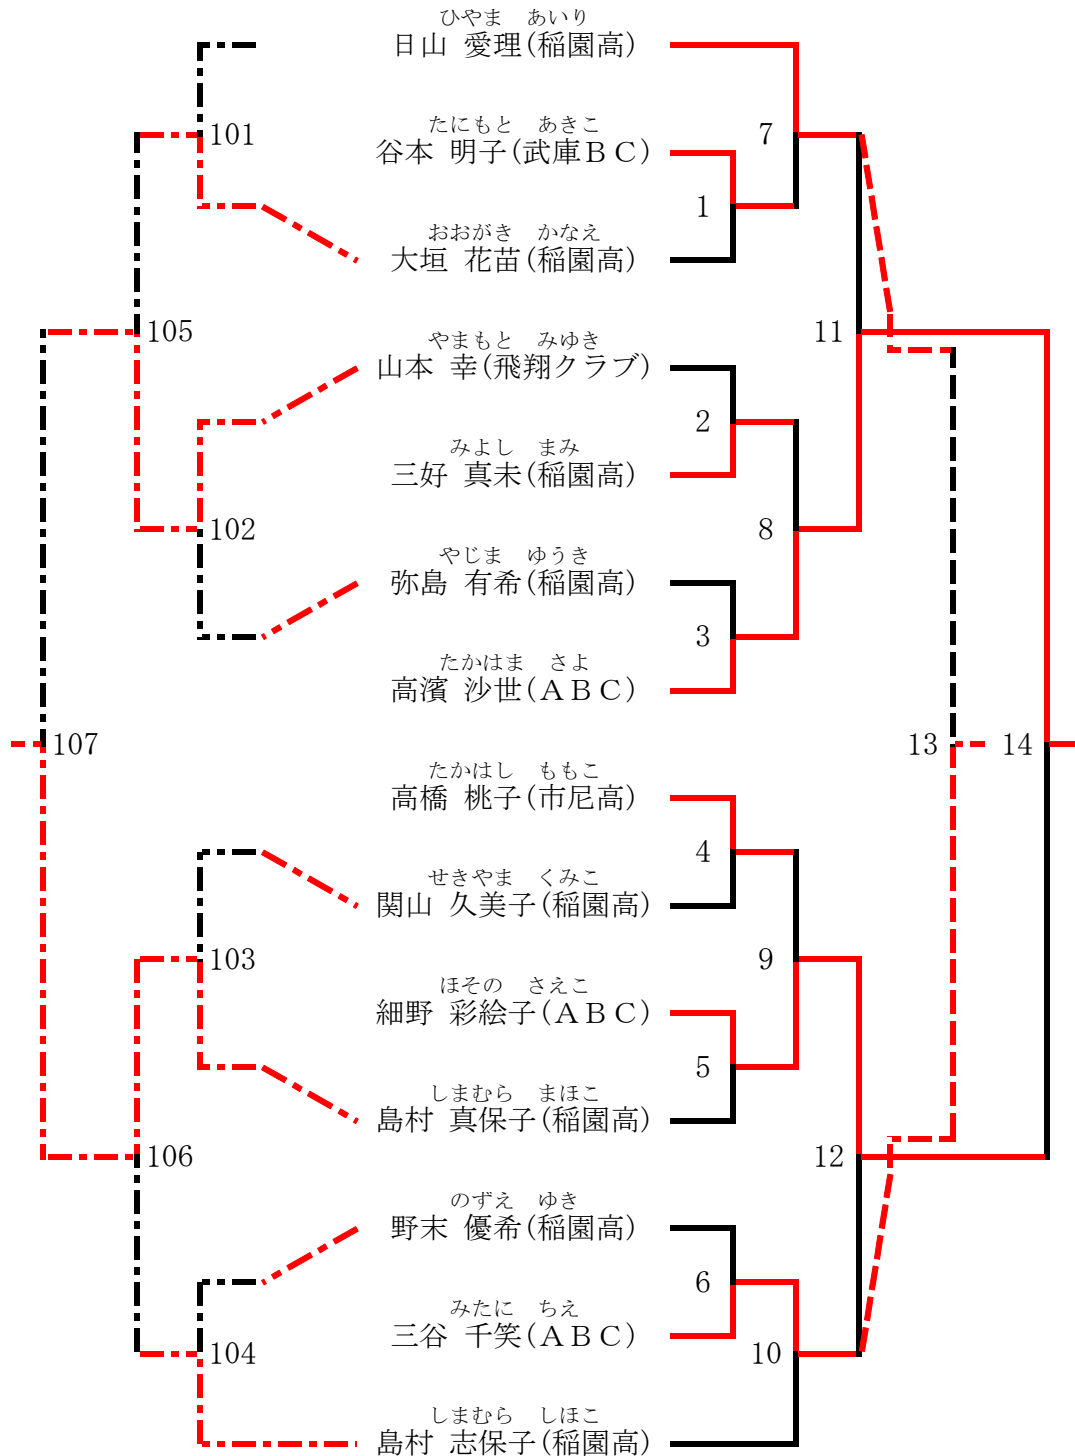 ひやま　あいり
日山 愛理(稲園高)
101
7
たにもと　あきこ
谷本 明子(武庫ＢＣ)
1
おおがき　かなえ
大垣 花苗(稲園高)
105
11
やまもと　みゆき
山本 幸(飛翔クラブ)
2
みよし　まみ
三好 真未(稲園高)
102
8
やじま　ゆうき
弥島 有希(稲園高)
3
たかはま　さよ
高濱 沙世(ＡＢＣ)
107
13
14
たかはし　ももこ
高橋 桃子(市尼高)
4
せきやま　くみこ
関山 久美子(稲園高)
103
9
ほその　さえこ
細野 彩絵子(ＡＢＣ)
5
しまむら　まほこ
島村 真保子(稲園高)
106
12
のずえ　ゆき
野末 優希(稲園高)
6
みたに　ちえ
三谷 千笑(ＡＢＣ)
104
10
しまむら　しほこ
島村 志保子(稲園高)